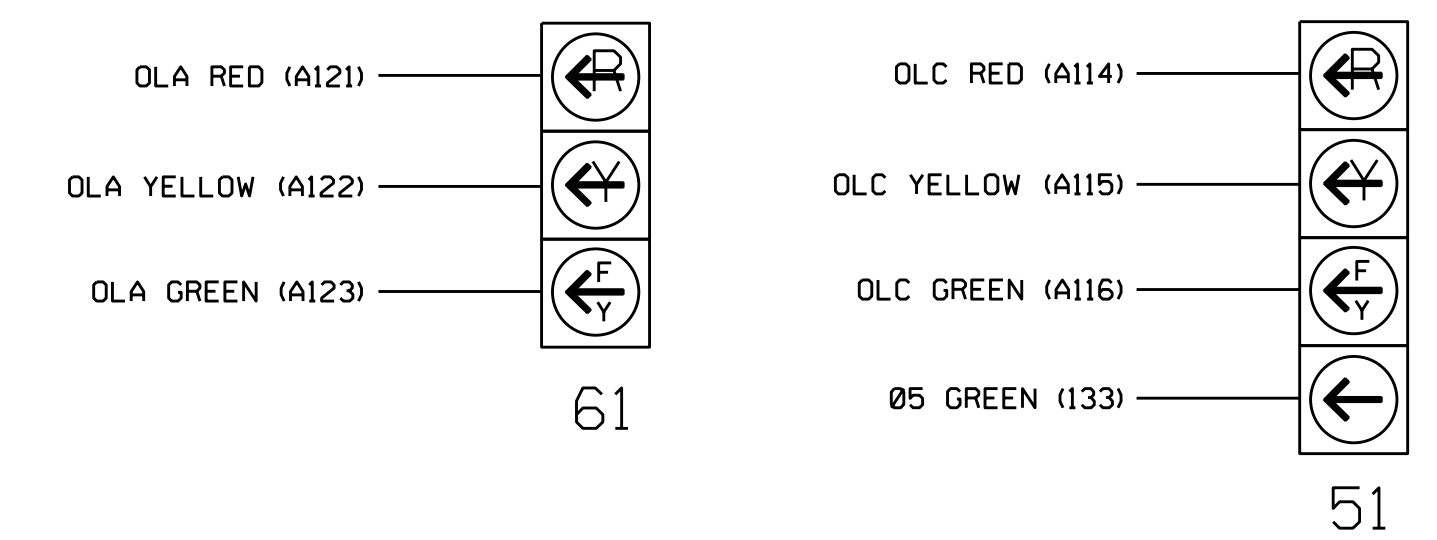 OLA RED (A121)
R
OLA YELLOW (A122)
Y
OLA GREEN (A123)
F
Y
61
OLC RED (A114)
R
OLC YELLOW (A115)
Y
OLC GREEN (A116)
F
Y
Ø5 GREEN (133)
51